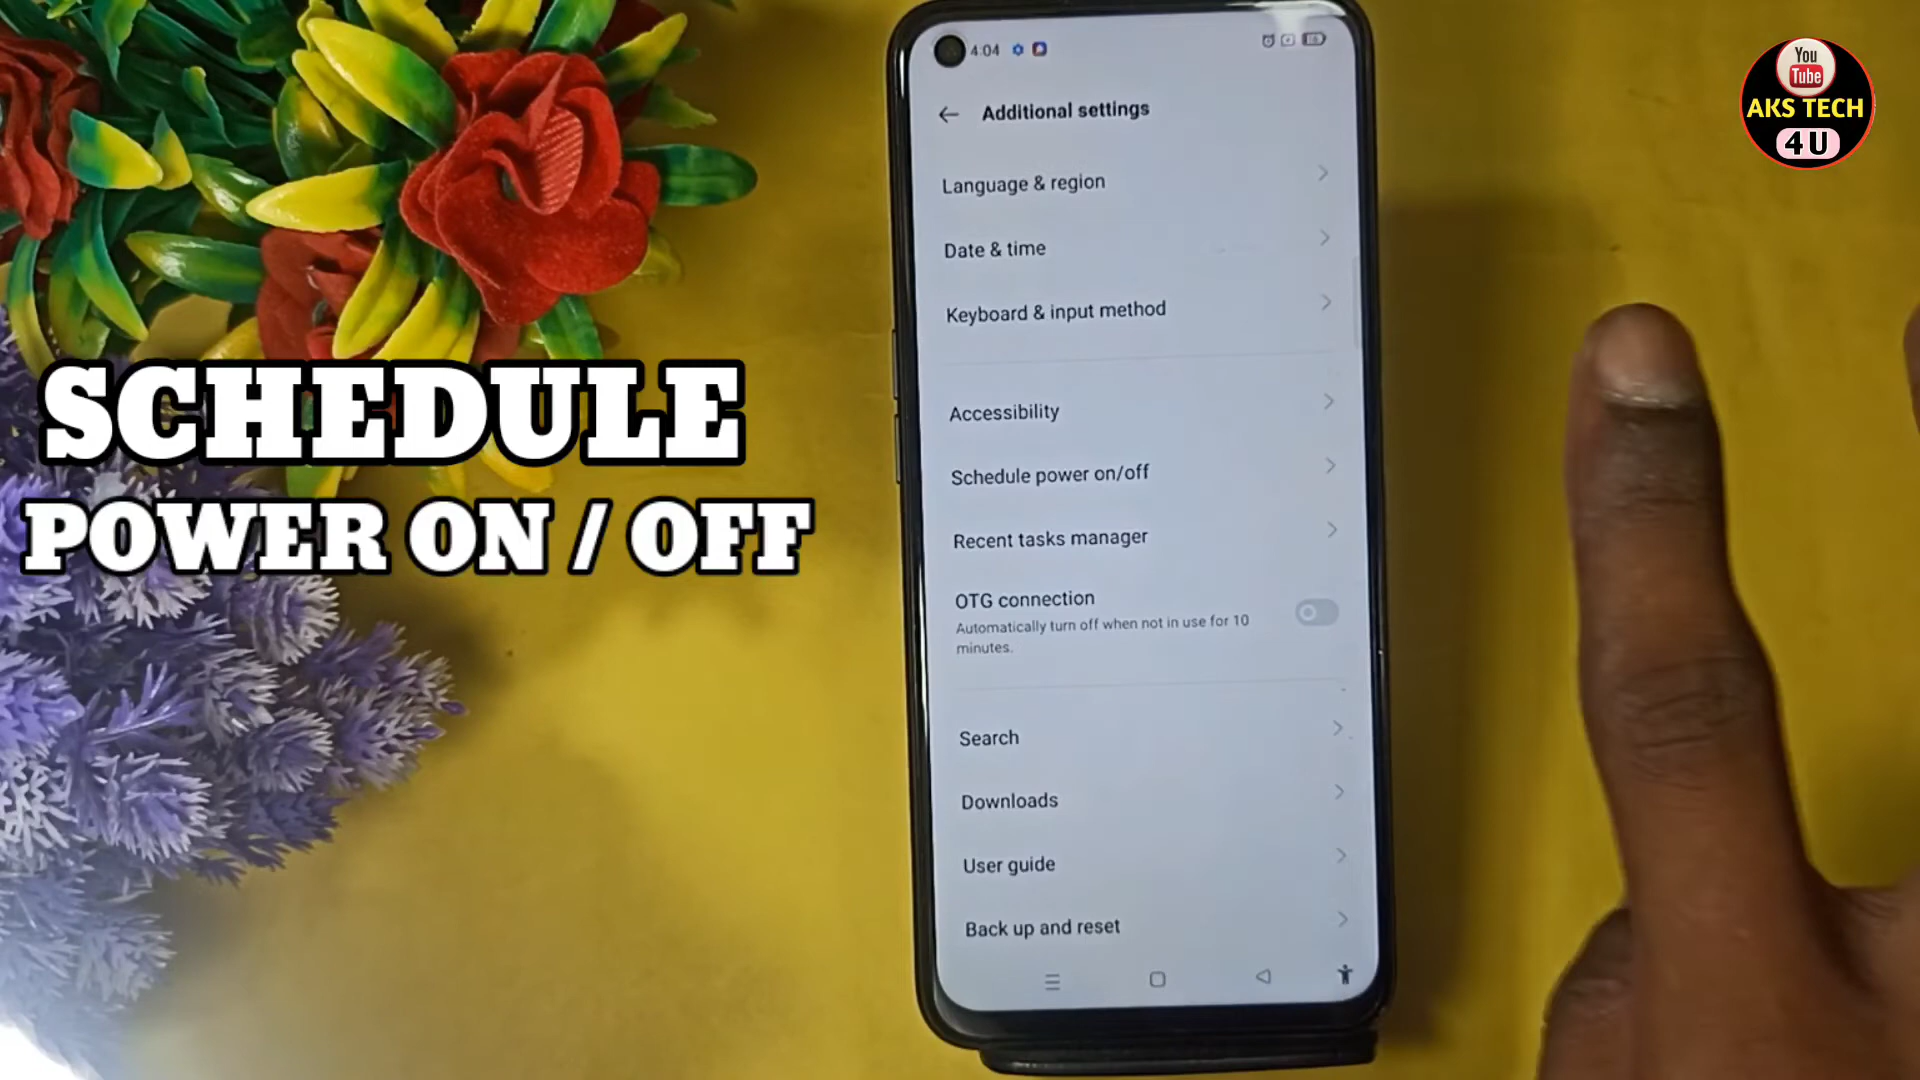 4:04
Additional settings
Language & region
Date & time
Keyboard & input method
Accessibility
Schedule power on/off
Recent tasks manager
OTG connection
Automatically turn off when not in use for 10
minutes.
Search
Downloads
User guide
Back up and reset
SCHEDULE
POWER ON / OFF
You
Tube
AKS TECH
4U